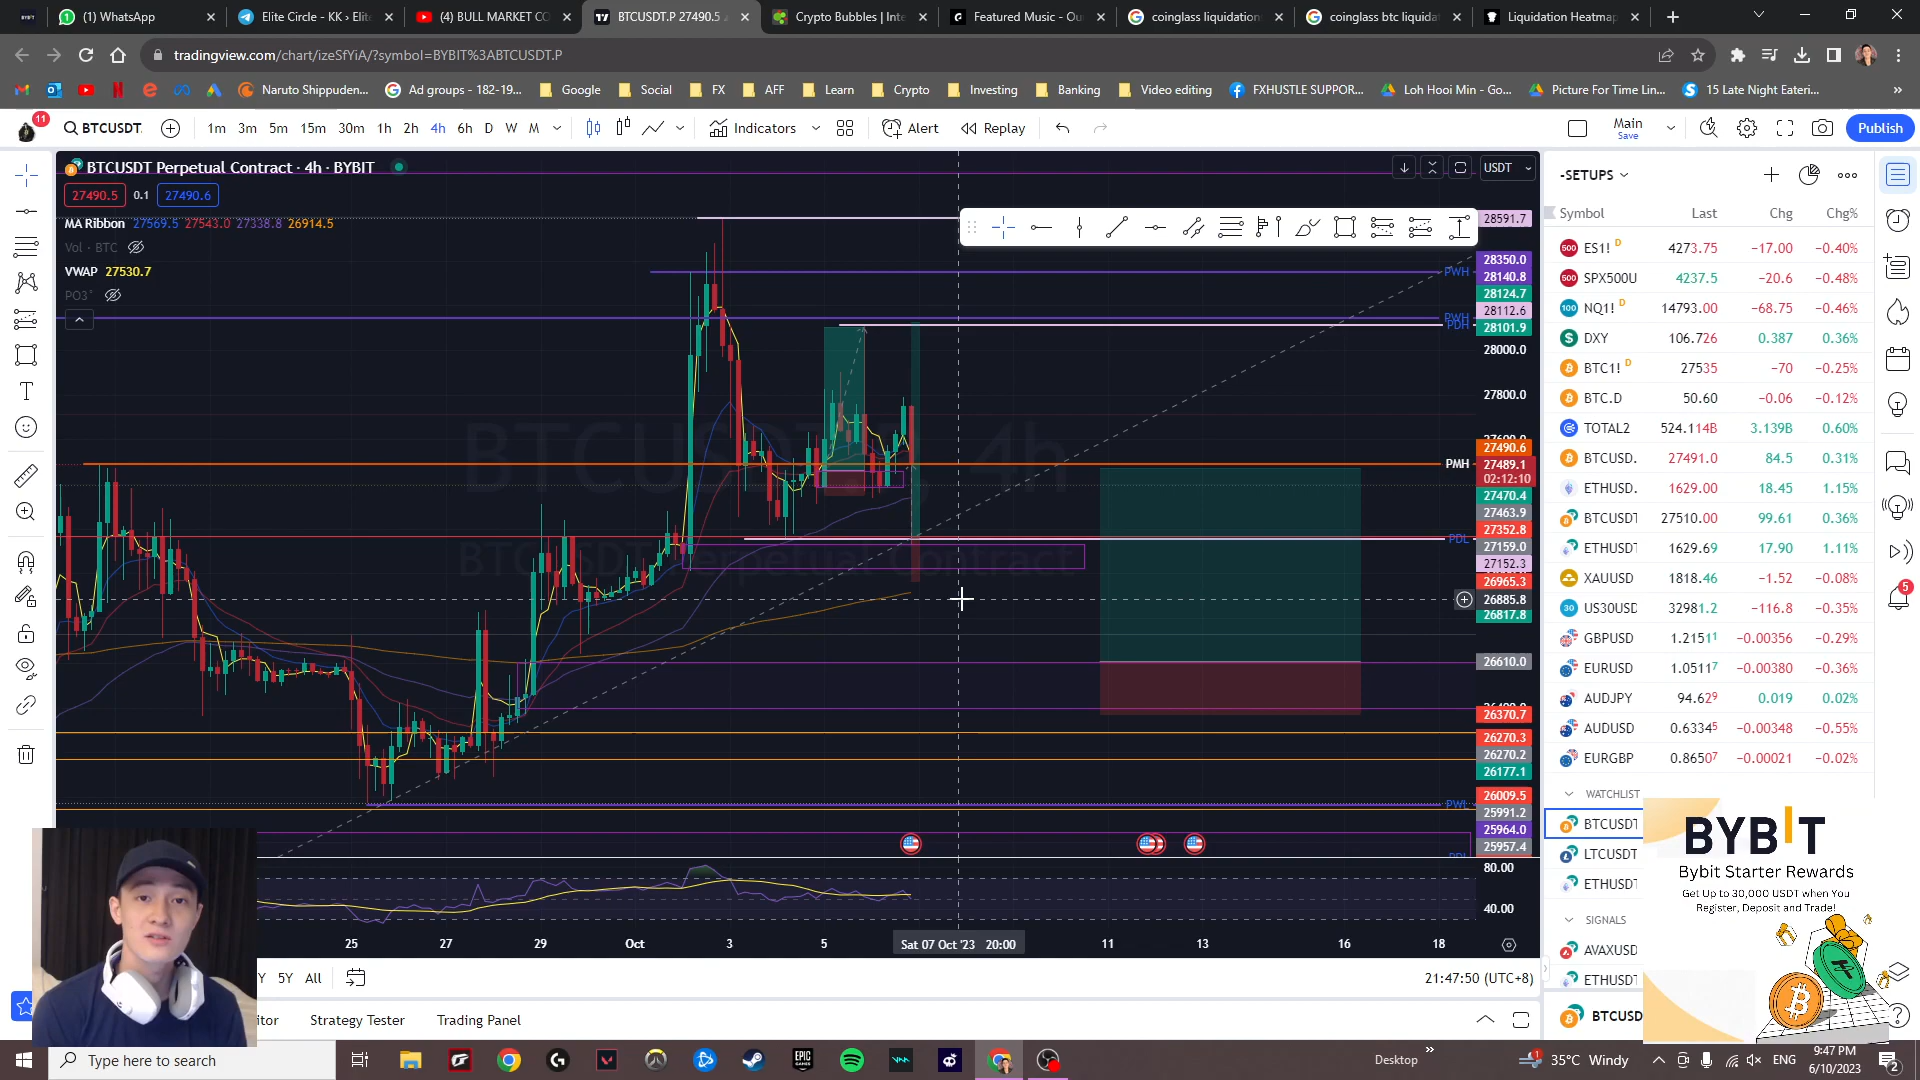 (1) WhatsApp
Elite Circle - KK › Elite
(4) BULL MARKET CO
BTCUSDT.P 27490.5
Crypto Bubbles | Inte
Featured Music - Ou
coinglass liquidation
coinglass btc liquida
Liquidation Heatmap
tradingview.com/chart/izeSfYiA/?symbol=BYBIT%3ABTCUSDT.P
Naruto Shippuden...
Ad groups - 182-19...
Google
Social
FX
AFF
Learn
Crypto
Investing
Banking
Video editing
FXHUSTLE SUPPOR...
Loh Hooi Min - Go...
Picture For Time Lin...
15 Late Night Eateri...
11
BTCUSDT.
1m 3m 5m 15m 30m 1h 2h 4h 6h D W M
Indicators
Alert
Replay
Main
Save
Publish
BTCUSDT Perpetual Contract · 4h · BYBIT
27490.5 0.1 27490.6
MA Ribbon 27569.5 27543.0 27338.8 26914.5
Vol · BTC
VWAP 27530.7
PO3
USDT
28591.7
28350.0
28140.8
28124.7
28112.6
28101.9
28000.0
27800.0
27490.6
27489.1
02:12:10
27470.4
27463.9
27352.8
27159.0
27152.3
26965.3
26885.8
26817.8
26610.0
26370.7
26270.3
26270.2
26177.1
26009.5
25991.2
25964.0
25957.4
80.00
40.00
PWH
PWH
PDH
PMH
PDL
PWL
BTCUSDT.P, 4h
BTCUSDT Perpetual Contract
25 27 29 Oct 3 5 Sat 07 Oct '23 20:00 11 13 16 18
Y 5Y All
21:47:50 (UTC+8)
itor
Strategy Tester
Trading Panel
-SETUPS
Symbol Last Chg Chg%
ES1! D 4273.75 -17.00 -0.40%
SPX500U 4237.5 -20.6 -0.48%
NQ1! D 14793.00 -68.75 -0.46%
DXY 106.726 0.387 0.36%
BTC1! D 27535 -70 -0.25%
BTC.D 50.60 -0.06 -0.12%
TOTAL2 524.114B 3.139B 0.60%
BTCUSD. 27491.0 84.5 0.31%
ETHUSD. 1629.00 18.45 1.15%
BTCUSDT 27510.00 99.61 0.36%
ETHUSDT 1629.69 17.90 1.11%
XAUUSD 1818.46 -1.52 -0.08%
US30USD 32981.2 -116.8 -0.35%
GBPUSD 1.21511 -0.00356 -0.29%
EURUSD 1.05117 -0.00380 -0.36%
AUDJPY 94.629 0.019 0.02%
AUDUSD 0.63345 -0.00348 -0.55%
EURGBP 0.86507 -0.00021 -0.02%
WATCHLIST
BTCUSDT
LTCUSDT
ETHUSDT
SIGNALS
AVAXUSD
ETHUSDT
BTCUSD
5
BYBIT
Bybit Starter Rewards
Get Up to 30,000 USDT when You
Register, Deposit and Trade!
Type here to search
Desktop
35°C Windy
ENG
9:47 PM
6/10/2023
2